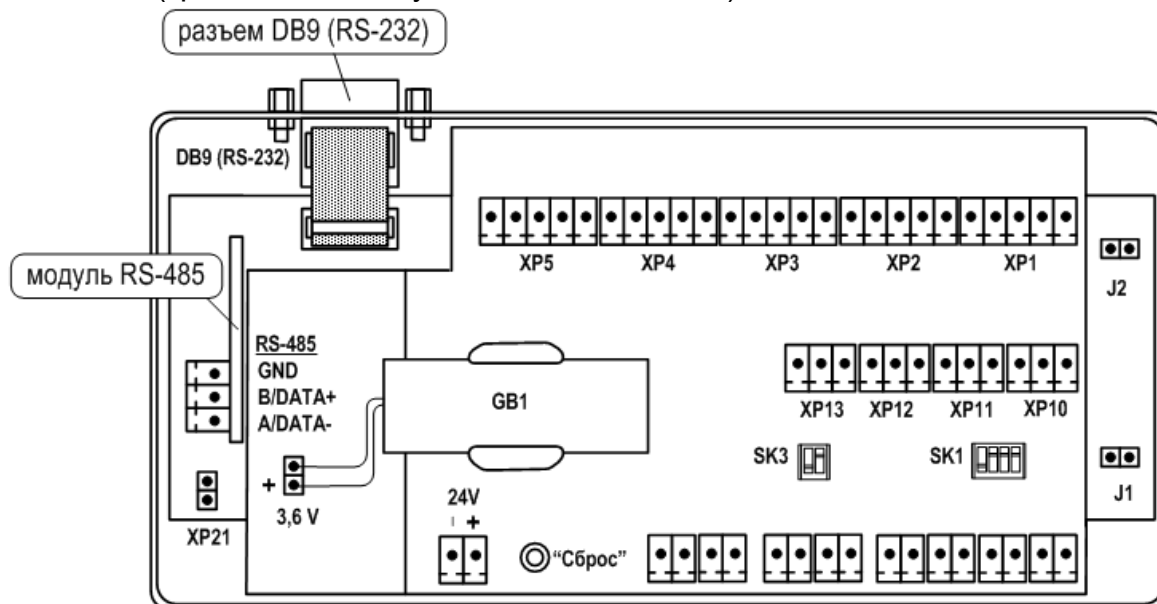 разъем DB9 (RS-232)
DB9 (RS-232)
XP5 XP4 XP3 XP2 XP1
J2
модуль RS-485
RS-485
GND
B/DATA+
A/DATA-
GB1
XP13 XP12 XP11 XP10
SK3 SK1
+
3,6 V
24V
- +
J1
XP21
"Сброс"